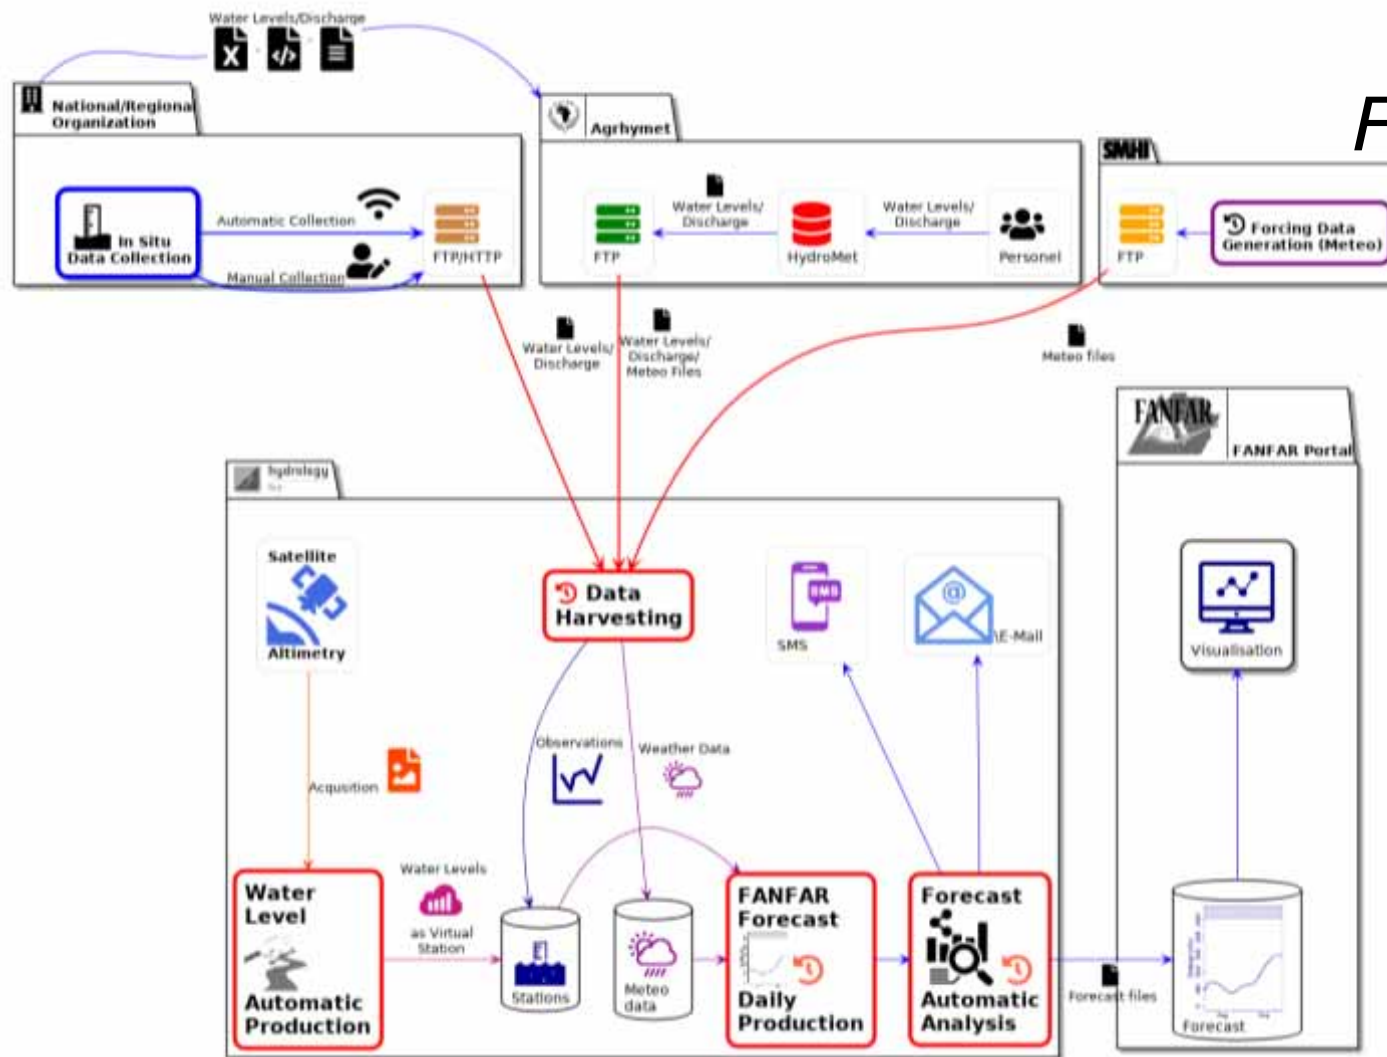 Water Levels/Discharge
National/Regional
Organization
In Situ
Data Collection
Automatic Collection
Manual Collection
FTP/HTTP
Agrhymet
FTP
Water Levels/
Discharge
HydroMet
Water Levels/
Discharge
Personel
SMHI
FTP
Forcing Data
Generation (Meteo)
F
Water Levels/
Discharge
Water Levels/
Discharge/
Meteo Files
Meteo files
FANFAR
FANFAR Portal
hydrology
Satellite
Altimetry
Data
Harvesting
SMS
SMS
@
\E-Mail
Visualisation
Observations
Weather Data
Acqusition
Water
Level
Automatic
Production
Water Levels
as Virtual
Station
Stations
Meteo
data
FANFAR
Forecast
Daily
Production
Forecast
Automatic
Analysis
Forecast files
Forecast